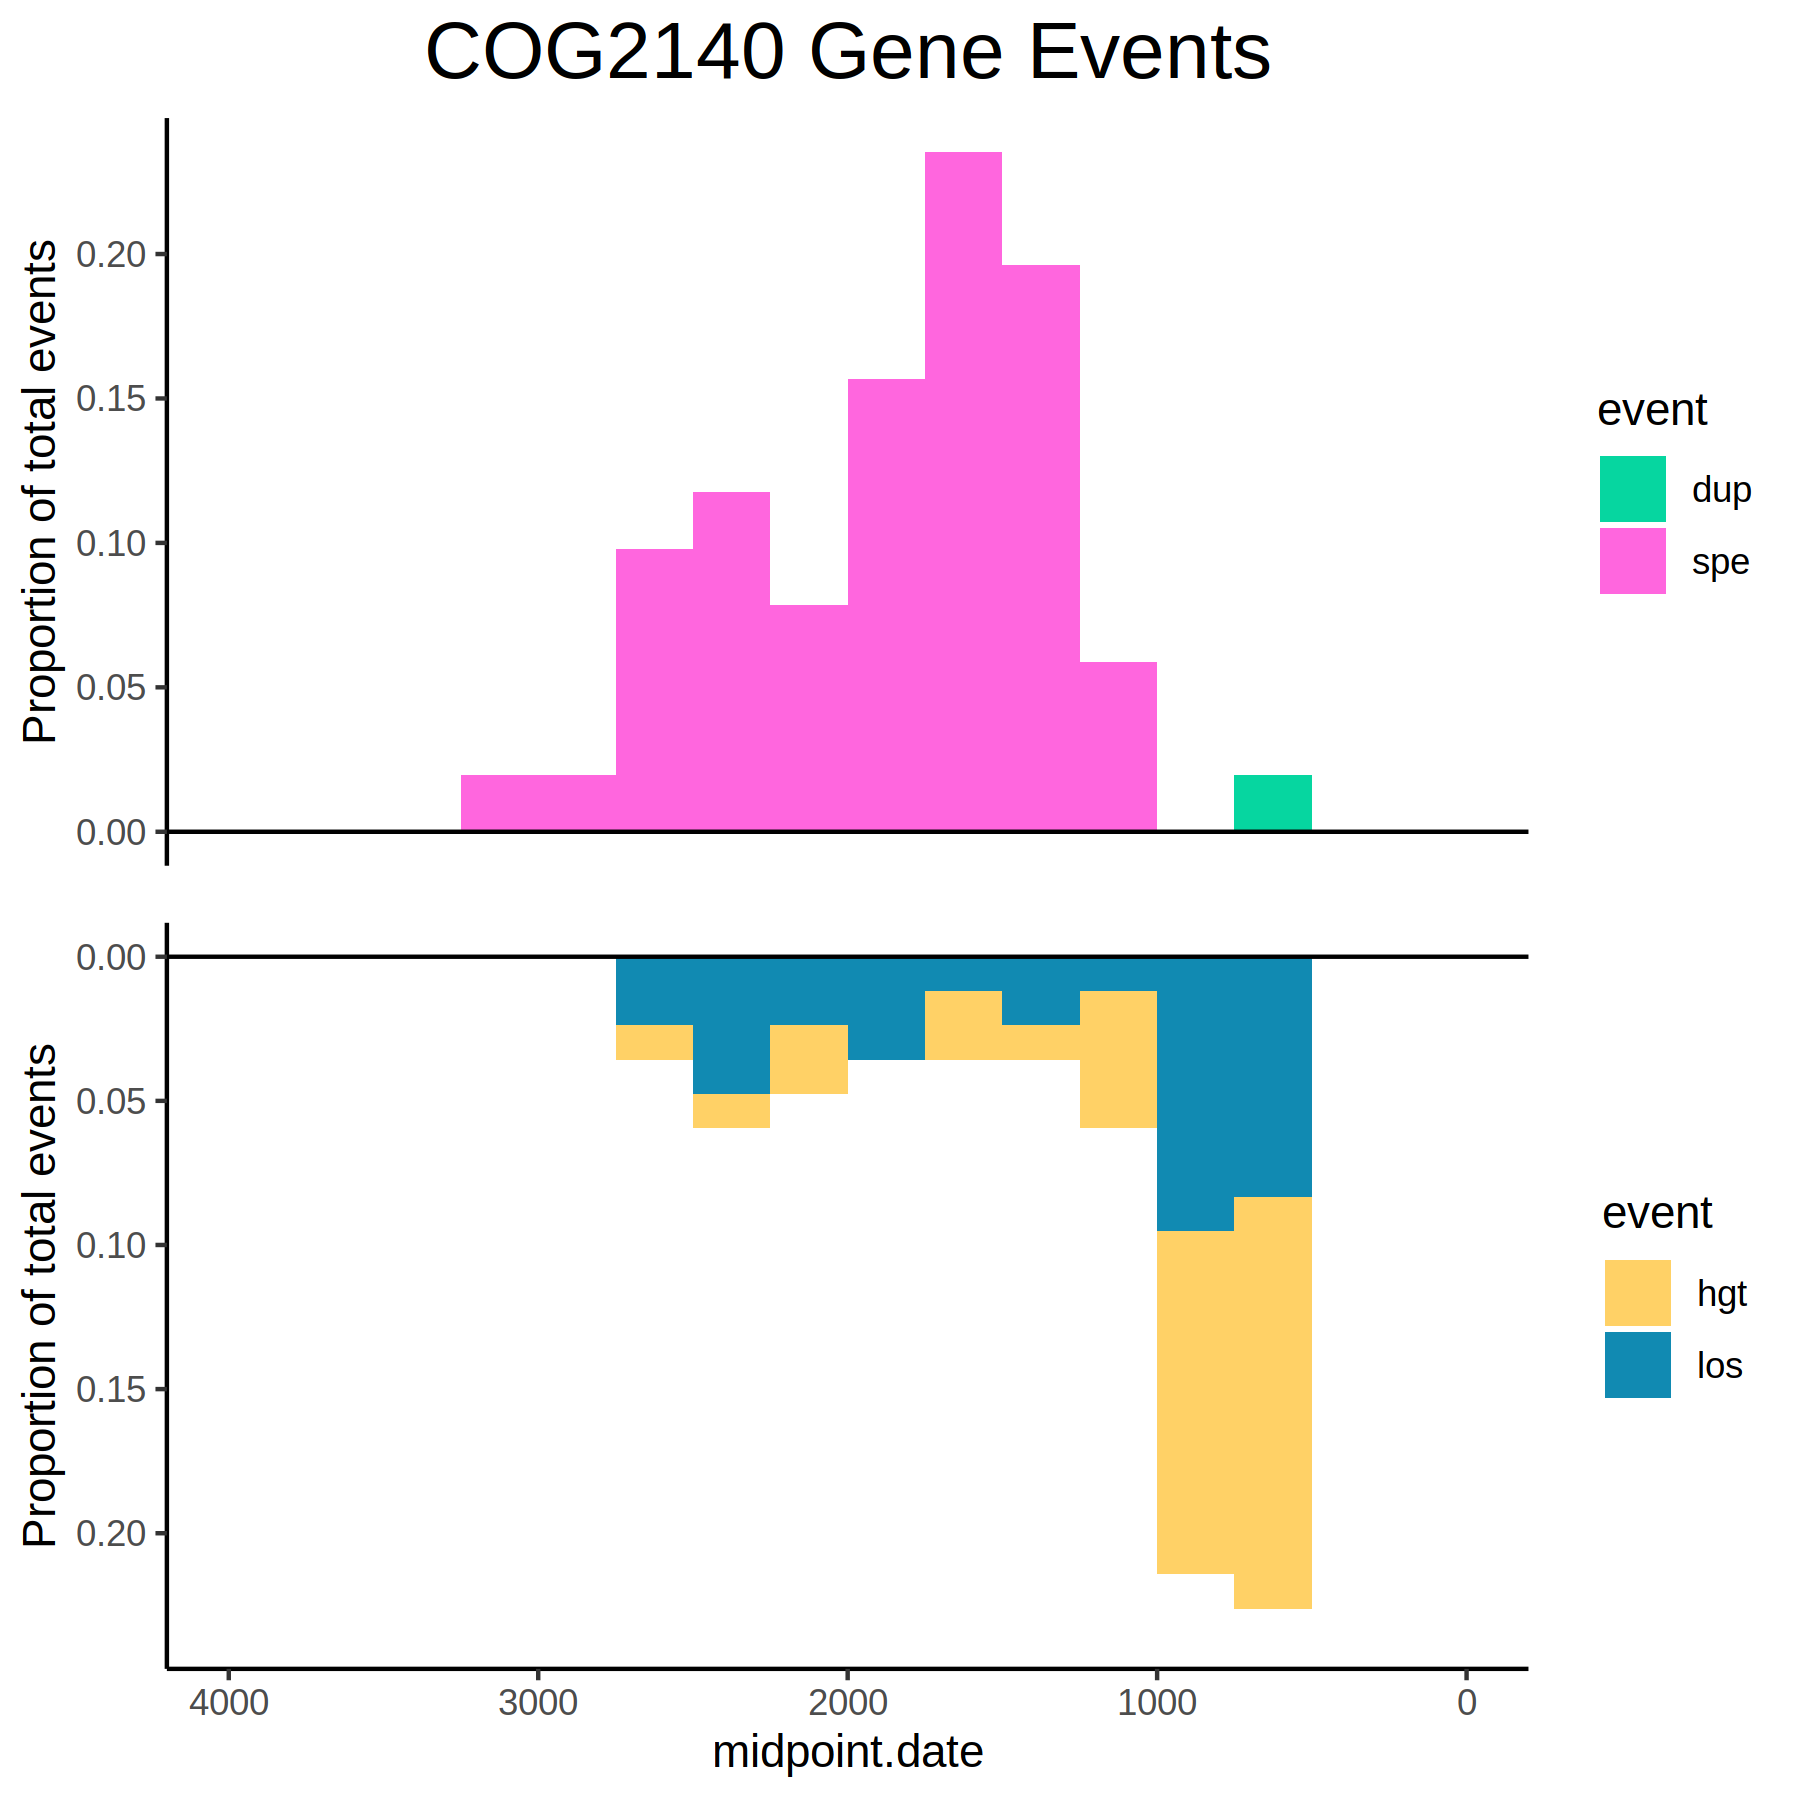 COG2140 Gene Events
Proportion of total events
0.20
0.15
0.10
0.05
0.00
event
dup
spe
Proportion of total events
0.00
0.05
0.10
0.15
0.20
event
hgt
los
4000 3000 2000 1000 0
midpoint.date